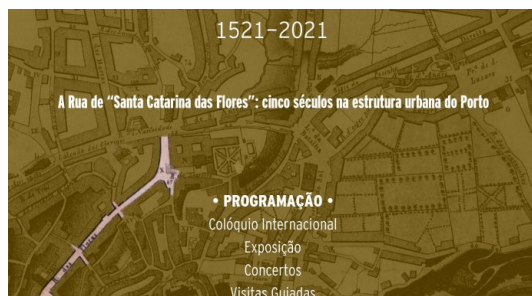 1521–2021
A Rua de “Santa Catarina das Flores”: cinco séculos na estrutura urbana do Porto
• PROGRAMAÇÃO •
Colóquio Internacional
Exposição
Concertos
Visitas Guiadas